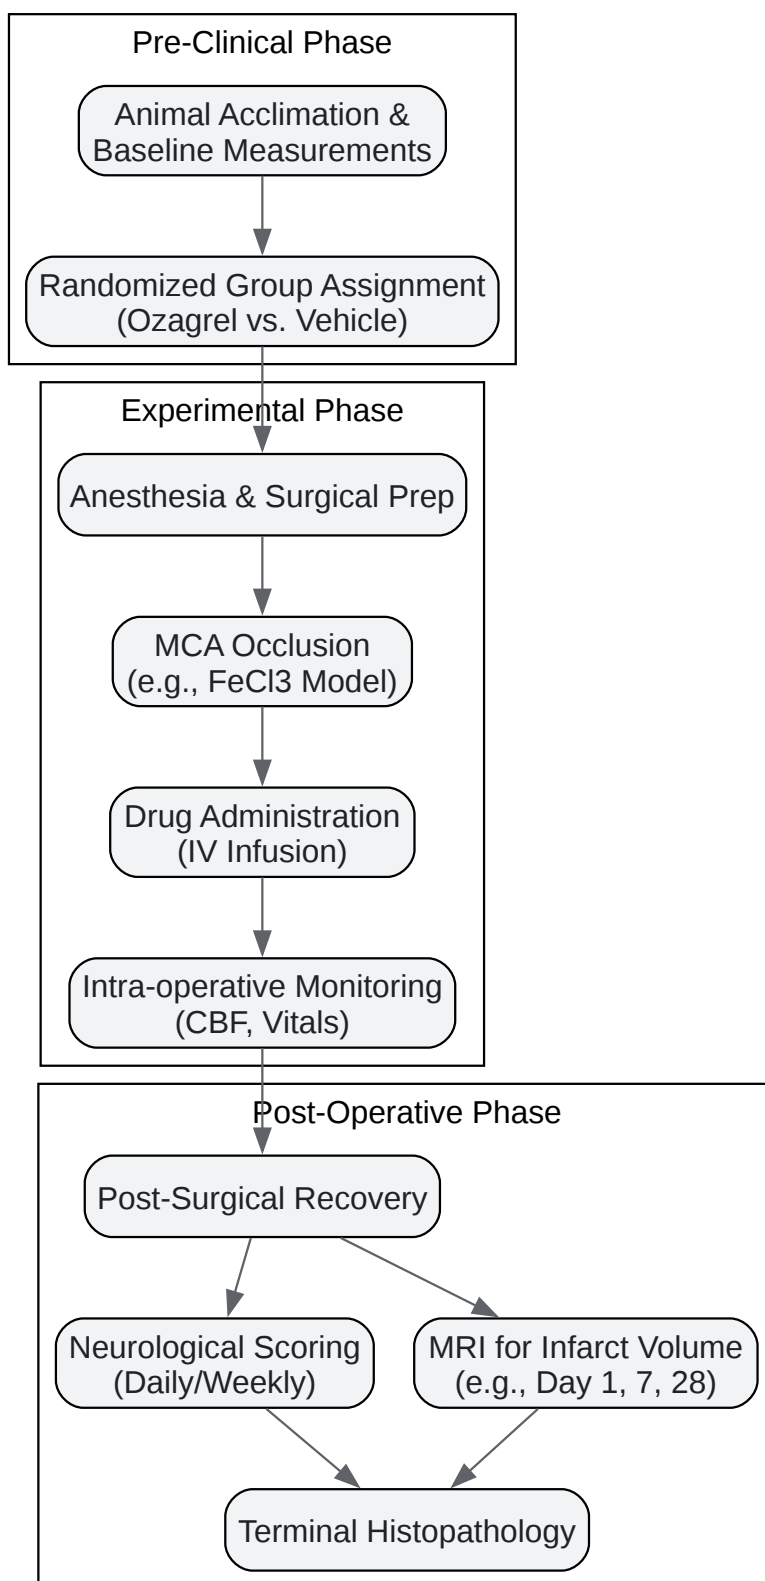 Pre-Clinical Phase
Animal Acclimation &
Baseline Measurements
Randomized Group Assignment
(Ozagrel vs. Vehicle)
Experimental Phase
Anesthesia & Surgical Prep
MCA Occlusion
(e.g., FeCl3 Model)
Drug Administration
(IV Infusion)
Intra-operative Monitoring
(CBF, Vitals)
Post-Operative Phase
Post-Surgical Recovery
Neurological Scoring
(Daily/Weekly)
MRI for Infarct Volume
(e.g., Day 1, 7, 28)
Terminal Histopathology